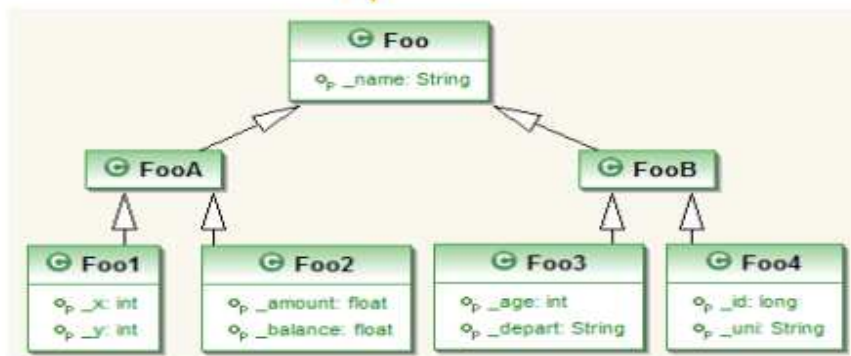 Foo
_name: String
FooA
FooB
Foo1
_x: int
_y: int
Foo2
_amount: float
_balance: float
Foo3
_age: int
_depart: String
Foo4
_id: long
_uni: String